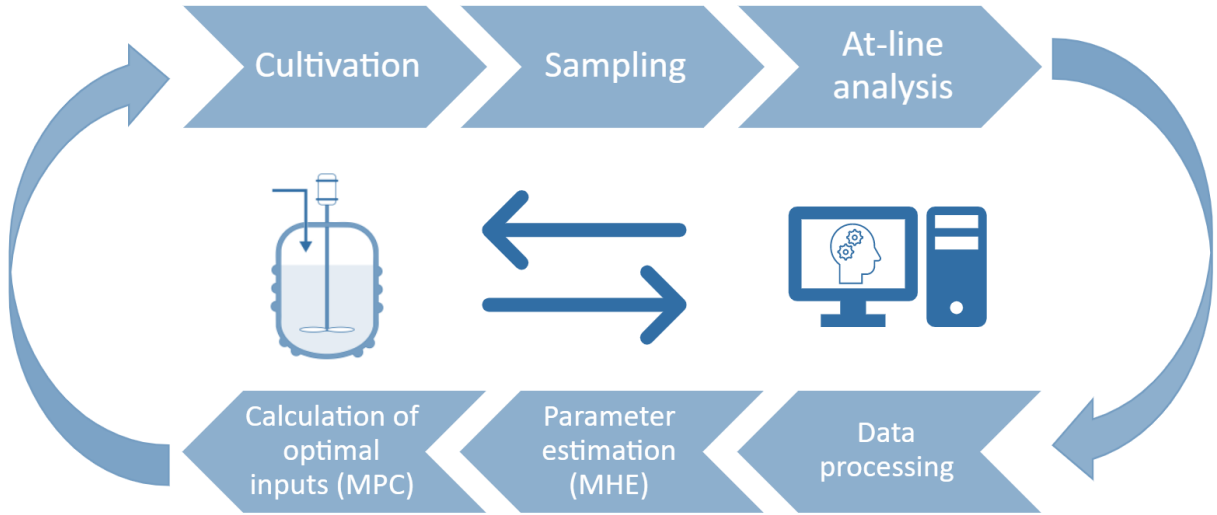 Cultivation
Sampling
At-line
analysis
Calculation of
optimal
inputs (MPC)
Parameter
estimation
(MHE)
Data
processing